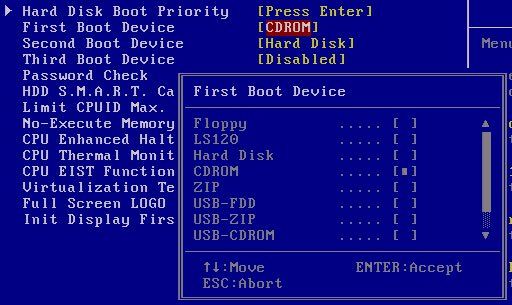 Hard Disk Boot Priority [Press Enter]
First Boot Device [CDROM]
Second Boot Device [Hard Disk]
Third Boot Device [Disabled]
Menu
Password Check
HDD S.M.A.R.T. Ca
Limit CPUID Max.
No-Execute Memory
CPU Enhanced Halt
CPU Thermal Monit
CPU EIST Function
Virtualization Te
Full Screen LOGO
Init Display Firs
First Boot Device
Floppy ..... [ ]
LS120 ..... [ ]
Hard Disk ..... [ ]
CDROM ..... [■]
ZIP ..... [ ]
USB-FDD ..... [ ]
USB-ZIP ..... [ ]
USB-CDROM ..... [ ]
↑↓:Move ENTER:Accept
ESC:Abort